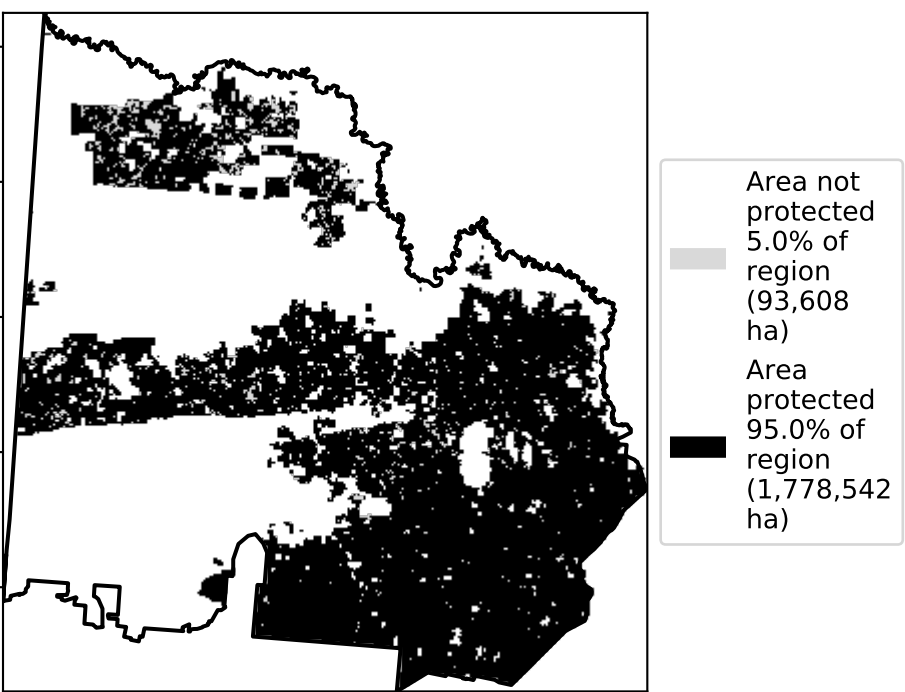 Area not
protected
5.0% of
region
(93,608
ha)
Area
protected
95.0% of
region
(1,778,542
ha)